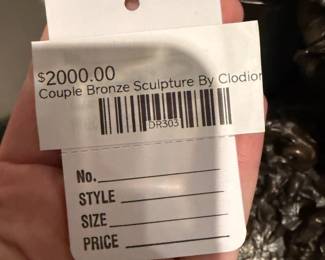 $2000.00
Couple Bronze Sculpture By Clodion
DR303
No.
STYLE
SIZE
PRICE